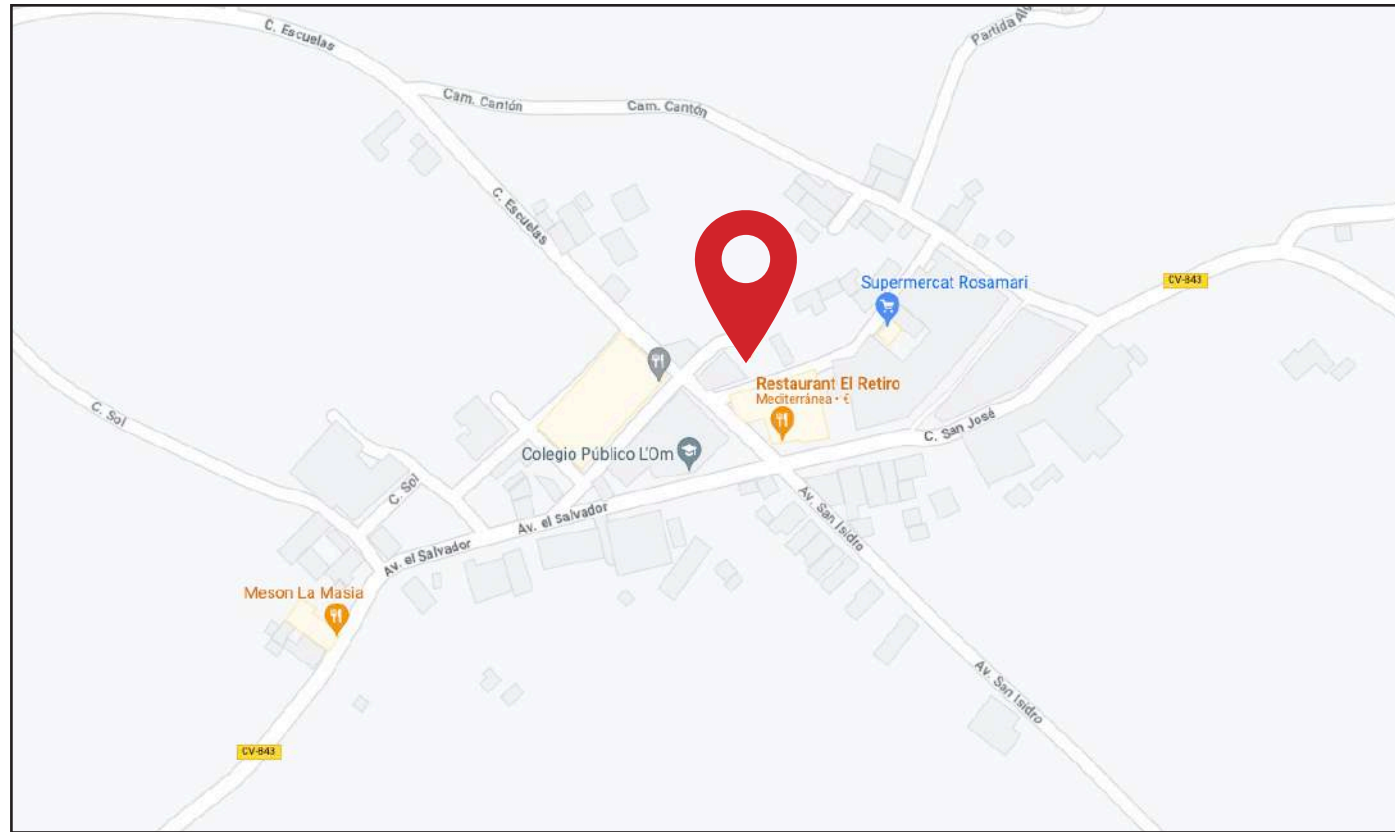 C. Escuelas
Partida Alg
Cam. Cantón
Cam. Cantón
C. Escuelas
Supermercat Rosamari
CV-843
Restaurant El Retiro
Mediterránea · €
C. Sol
C. San José
Colegio Público L'Om
C. Sol
Av. San Isidro
Av. el Salvador
Av. el Salvador
Meson La Masia
Av. San Isidro
CV-843